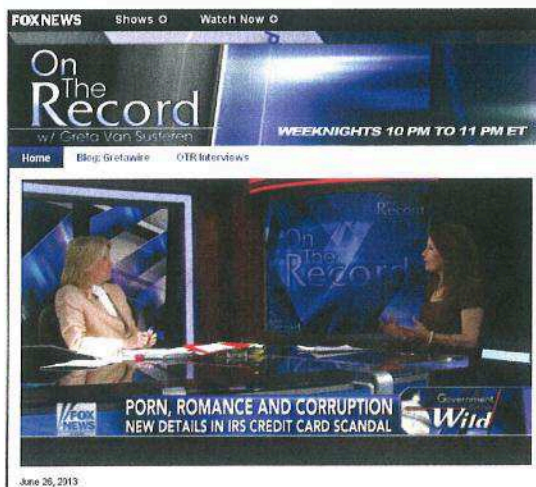 FOX NEWS Shows Watch Now
On
The
Record
w/ Greta Van Susteren
WEEKNIGHTS 10 PM TO 11 PM ET
Home Blog: Gretawire OTR Interviews
Record
On
The
Record
PORN, ROMANCE AND CORRUPTION
NEW DETAILS IN IRS CREDIT CARD SCANDAL
FOX
NEWS
Government
Wild
June 26, 2013